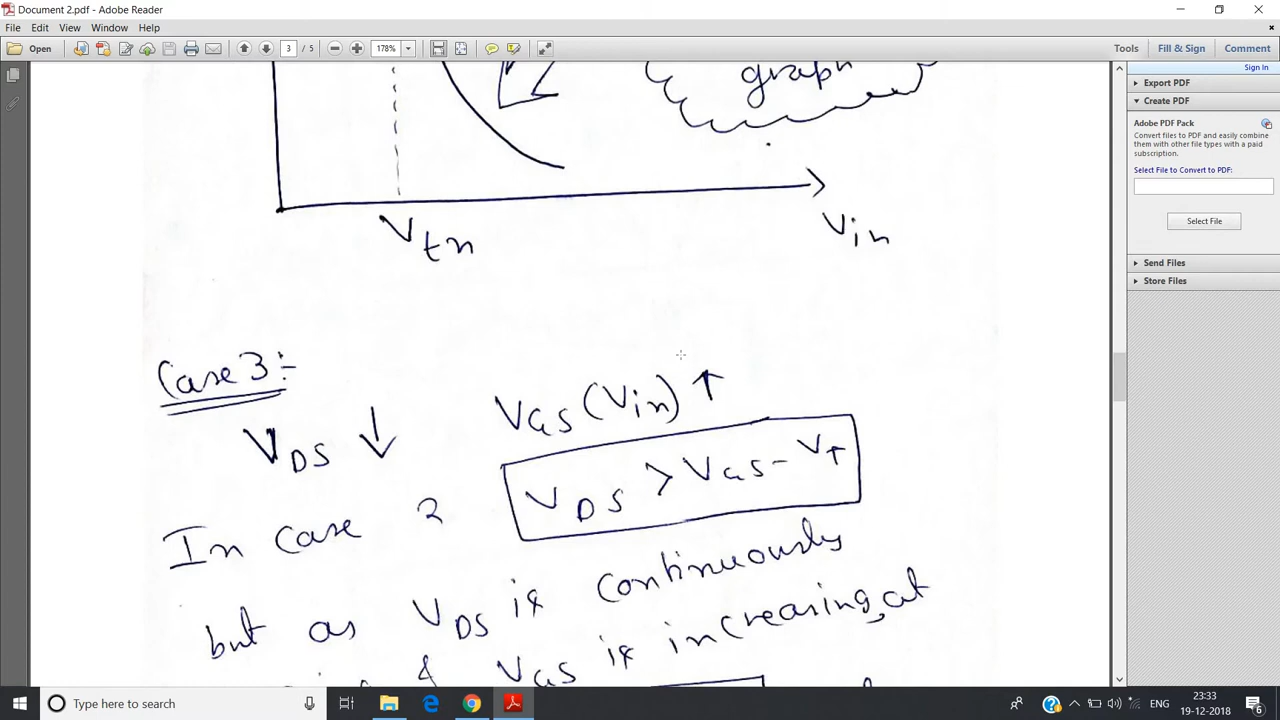 Document 2.pdf - Adobe Reader
File Edit View Window Help
Open 3 / 5 178% Tools Fill & Sign Comment
Sign In
Export PDF
Create PDF
Adobe PDF Pack
Convert files to PDF and easily combine
them with other file types with a paid
subscription.
Select File to Convert to PDF:
Select File
Send Files
Store Files
graph
Vtn
Vin
Case 3:-
VDS ↓ VGS (Vin) ↑
In case 2 VDS > VGS - VT
but as VDS is continuously
& VGS is increasing, at
Type here to search
ENG
23:33
19-12-2018
6